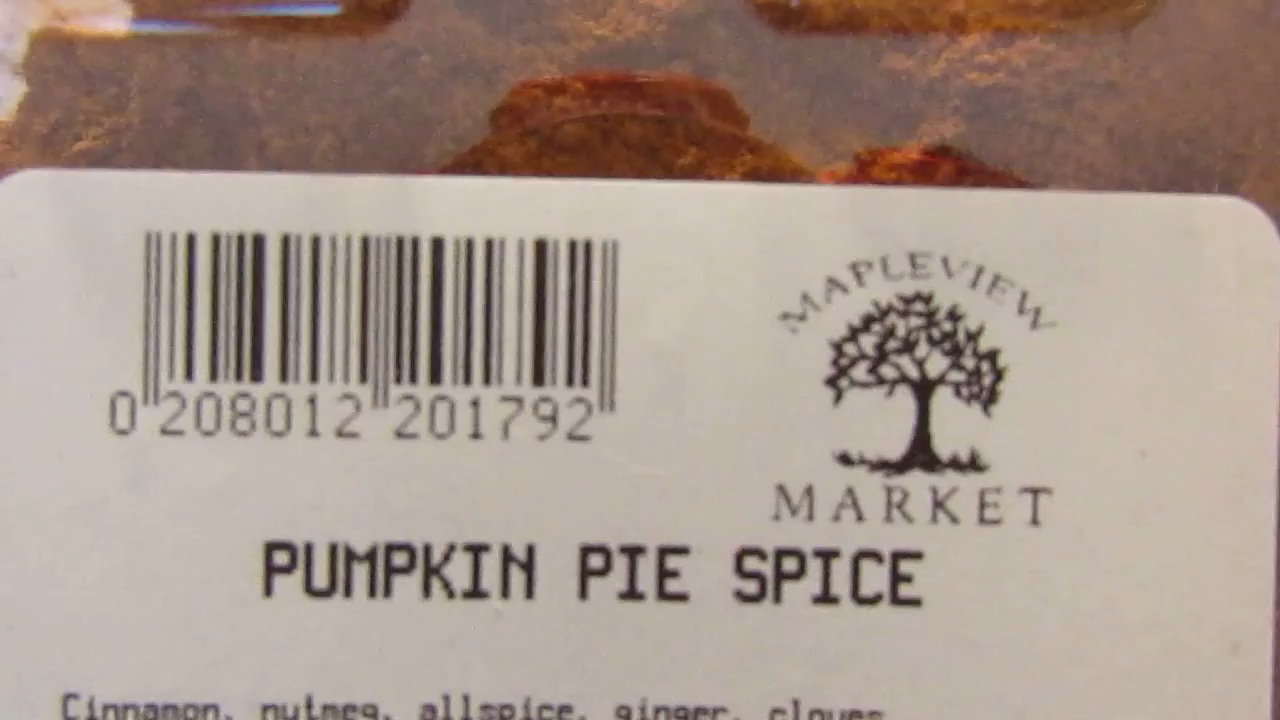 0 208012 201792
MAPLEVIEW
MARKET
PUMPKIN PIE SPICE
Cinnamon, nutmeg, allspice, ginger, cloves